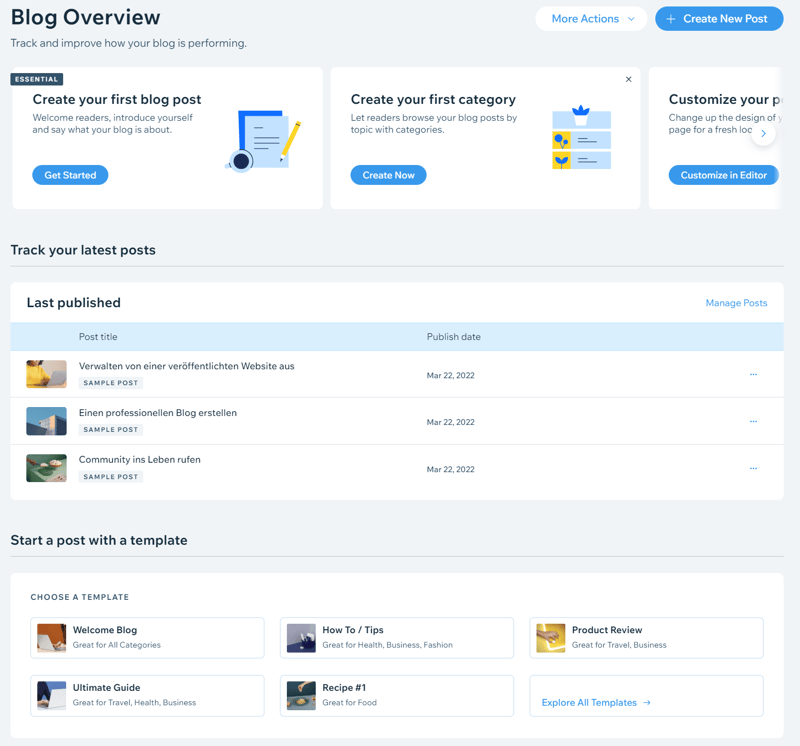 Blog Overview
More Actions
+ Create New Post
Track and improve how your blog is performing.
ESSENTIAL
Create your first blog post
Welcome readers, introduce yourself
and say what your blog is about.
Get Started
Create your first category
Let readers browse your blog posts by
topic with categories.
Create Now
Customize your
Change up the design of
page for a fresh
Customize in Editor
Track your latest posts
Last published
Manage Posts
Post title
Publish date
Verwalten von einer veröffentlichten Website aus
SAMPLE POST
Mar 22, 2022
Einen professionellen Blog erstellen
SAMPLE POST
Mar 22, 2022
Community ins Leben rufen
SAMPLE POST
Mar 22, 2022
Start a post with a template
CHOOSE A TEMPLATE
Welcome Blog
Great for All Categories
How To / Tips
Great for Health, Business, Fashion
Product Review
Great for Travel, Business
Ultimate Guide
Great for Travel, Health, Business
Recipe #1
Great for Food
Explore All Templates →